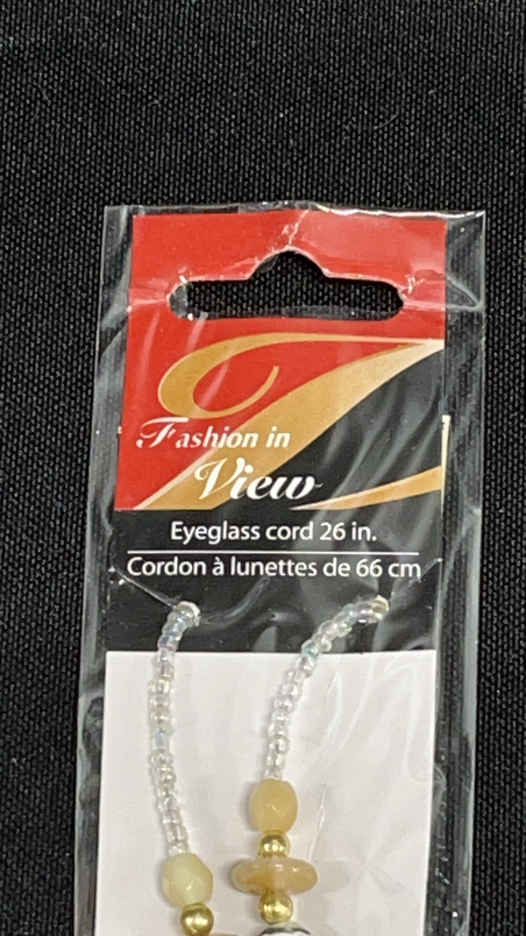 Fashion in
View
Eyeglass cord 26 in.
Cordon à lunettes de 66 cm